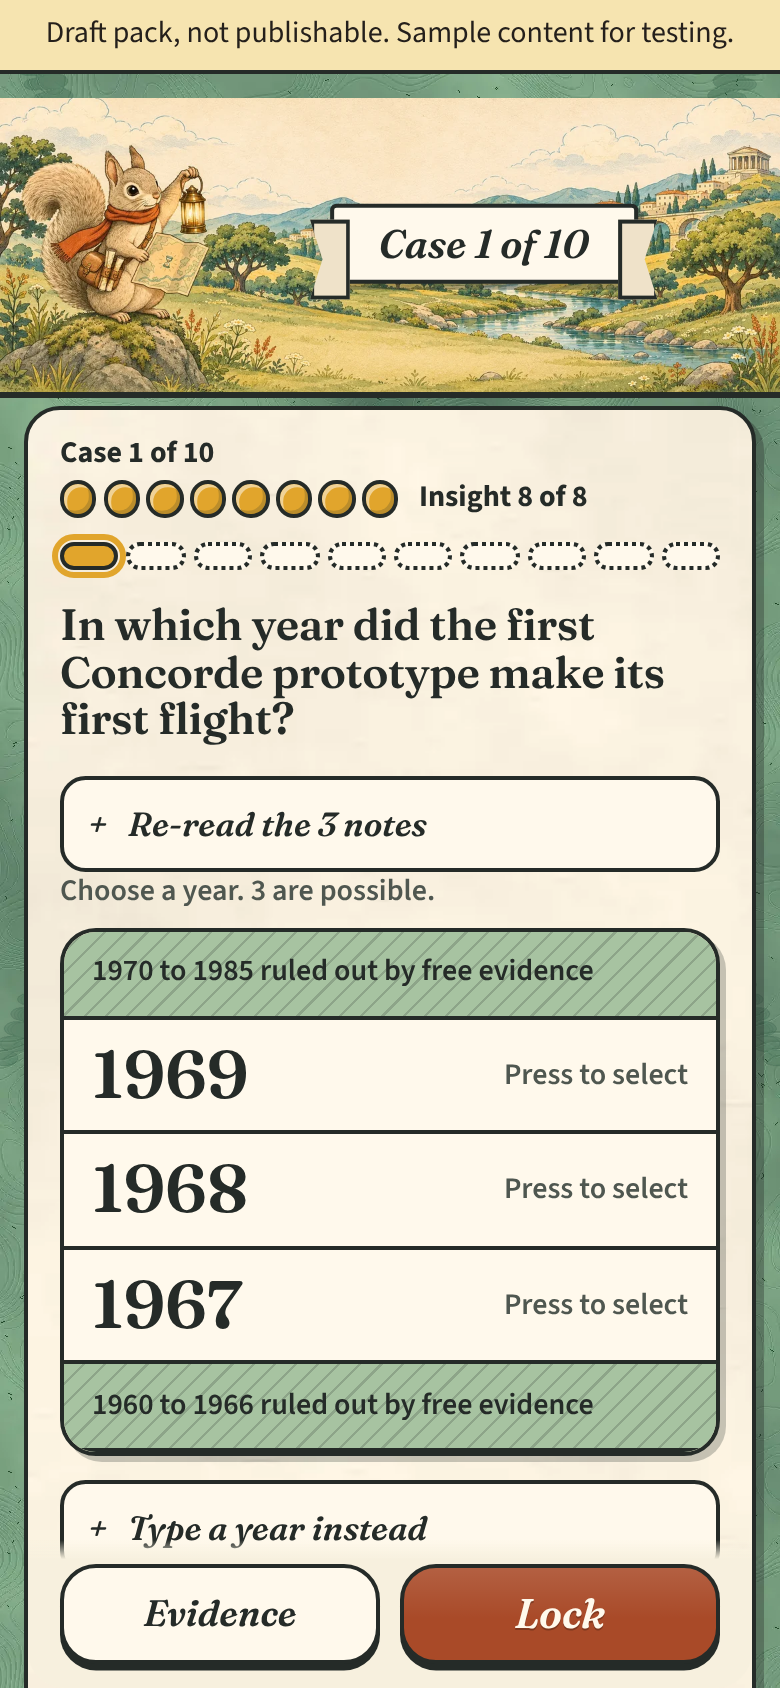 Draft pack, not publishable. Sample content for testing.
Case 1 of 10
Case 1 of 10
Insight 8 of 8
In which year did the first
Concorde prototype make its
first flight?
+ Re-read the 3 notes
Choose a year. 3 are possible.
1970 to 1985 ruled out by free evidence
1969 Press to select
1968 Press to select
1967 Press to select
1960 to 1966 ruled out by free evidence
+ Type a year instead
Evidence Lock